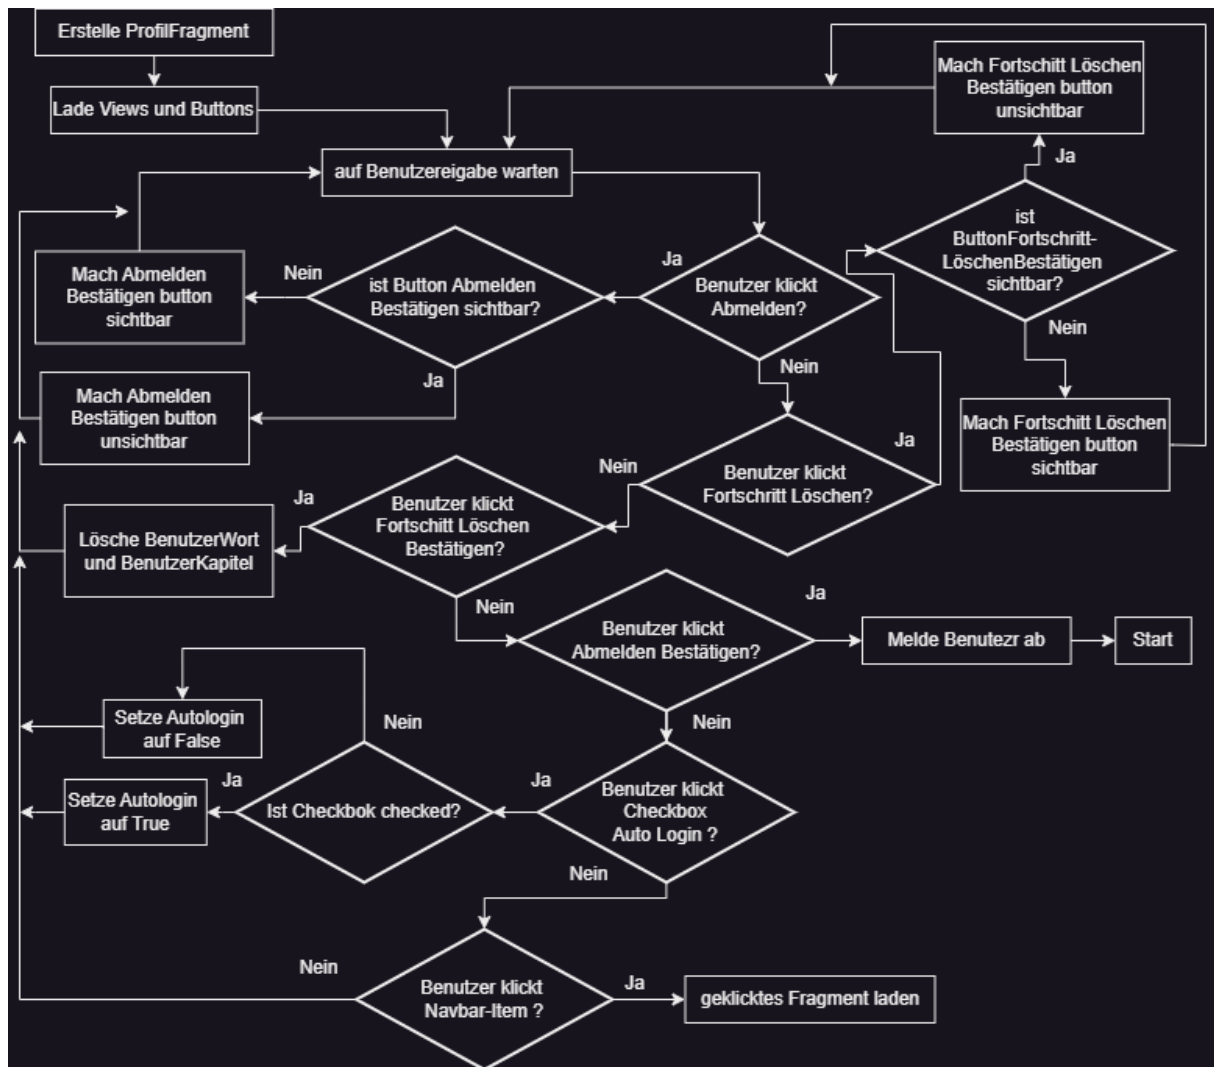 Erstelle ProfilFragment
Lade Views und Buttons
auf Benutzereigabe warten
Mach Fortschitt Löschen
Bestätigen button
unsichtbar
Ja
ist
ButtonFortschritt-
LöschenBestätigen
sichtbar?
Nein
Mach Fortschitt Löschen
Bestätigen button
sichtbar
Benutzer klickt
Abmelden?
Ja
Nein
ist Button Abmelden
Bestätigen sichtbar?
Nein
Ja
Mach Abmelden
Bestätigen button
sichtbar
Mach Abmelden
Bestätigen button
unsichtbar
Benutzer klickt
Fortschritt Löschen?
Ja
Nein
Benutzer klickt
Fortschitt Löschen
Bestätigen?
Ja
Nein
Lösche BenutzerWort
und BenutzerKapitel
Benutzer klickt
Abmelden Bestätigen?
Ja
Nein
Melde Benutezr ab
Start
Benutzer klickt
Checkbox
Auto Login ?
Ja
Nein
Ist Checkbok checked?
Nein
Ja
Setze Autologin
auf False
Setze Autologin
auf True
Benutzer klickt
Navbar-Item ?
Nein
Ja
geklicktes Fragment laden